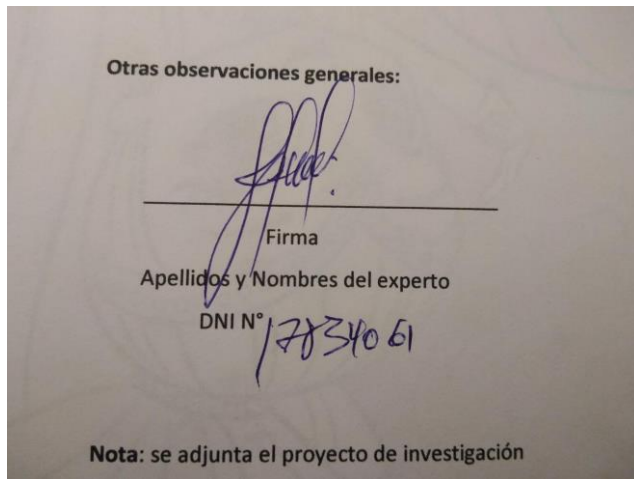 Otras observaciones generales:
Firma
Apellidos y Nombres del experto
DNI N° 17834061
Nota: se adjunta el proyecto de investigación